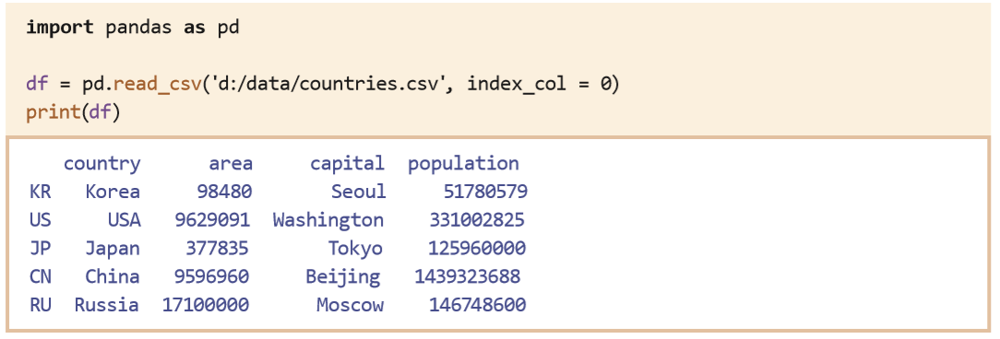 import pandas as pd
df = pd.read_csv('d:/data/countries.csv', index_col = 0)
print(df)
country area capital population
KR Korea 98480 Seoul 51780579
US USA 9629091 Washington 331002825
JP Japan 377835 Tokyo 125960000
CN China 9596960 Beijing 1439323688
RU Russia 17100000 Moscow 146748600